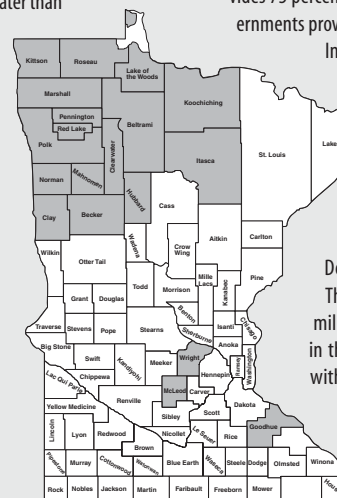 ater than
vides 75 percen
ernments prov
In
Kittson
Roseau
Lake of
the Woods
Marshall
Koochiching
Pennington
Red Lake
Beltrami
Polk
Clearwater
Itasca
St. Louis
Lake
Norman
Mahnomen
Hubbard
Cass
Clay
Becker
Aitkin
Carlton
Wadena
Crow
Wing
Wilkin
Otter Tail
Pine
Mille
Lacs
Kanabec
Todd
Morrison
Grant
Douglas
De
Th
mil
in th
with
Benton
Traverse
Stevens
Pope
Stearns
Isanti
Chisago
Sherburne
Big Stone
Anoka
Swift
Kandiyohi
Meeker
Wright
Ramsey
Washington
Hennepin
Lac Qui Parle
Chippewa
McLeod
Carver
Renville
Dakota
Scott
Yellow Medicine
Sibley
Goodhue
Lincoln
Lyon
Redwood
Nicollet
Le Seuer
Rice
Brown
Pipestone
Murray
Cottonwood
Watonwan
Blue Earth
Waseca
Steele
Dodge
Olmsted
Winona
Rock
Nobles
Jackson
Martin
Faribault
Freeborn
Mower
Hous